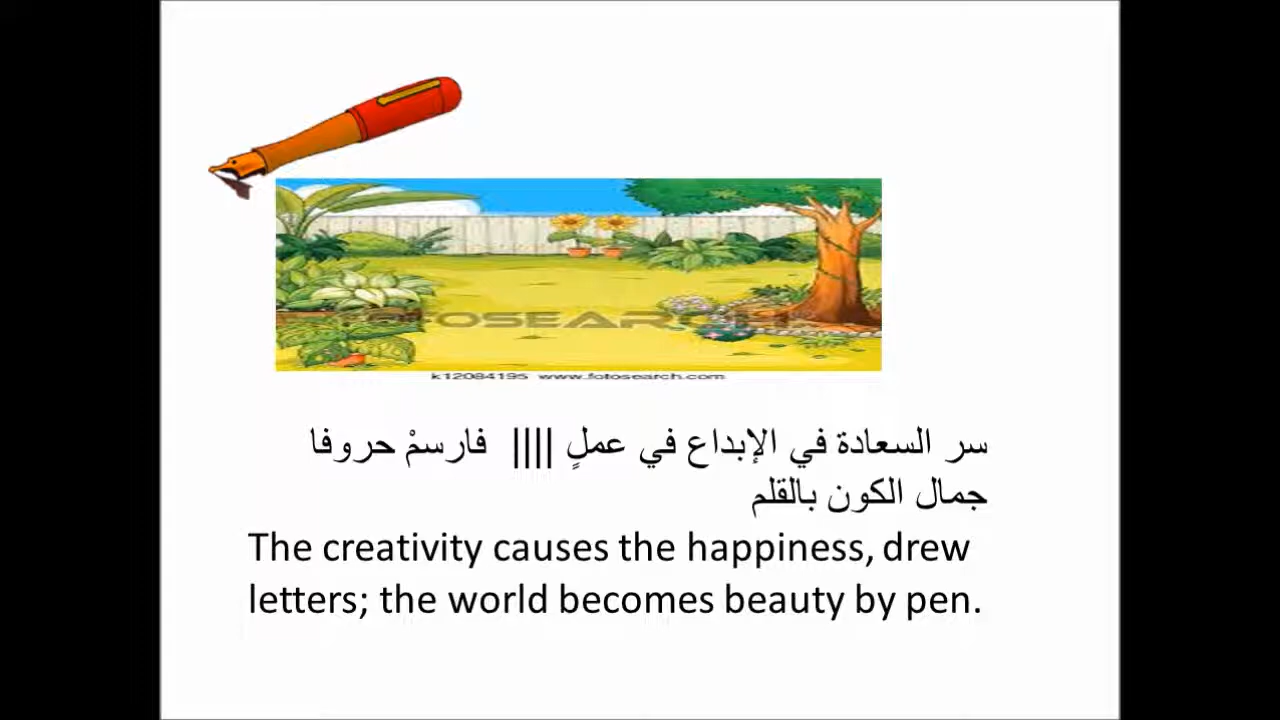 FOTOSEARCH
k12084195 www.fotosearch.com
سر السعادة في الإبداع في عملٍ |||| فارسمْ حروفا
جمال الكون بالقلم
The creativity causes the happiness, drew
letters; the world becomes beauty by pen.